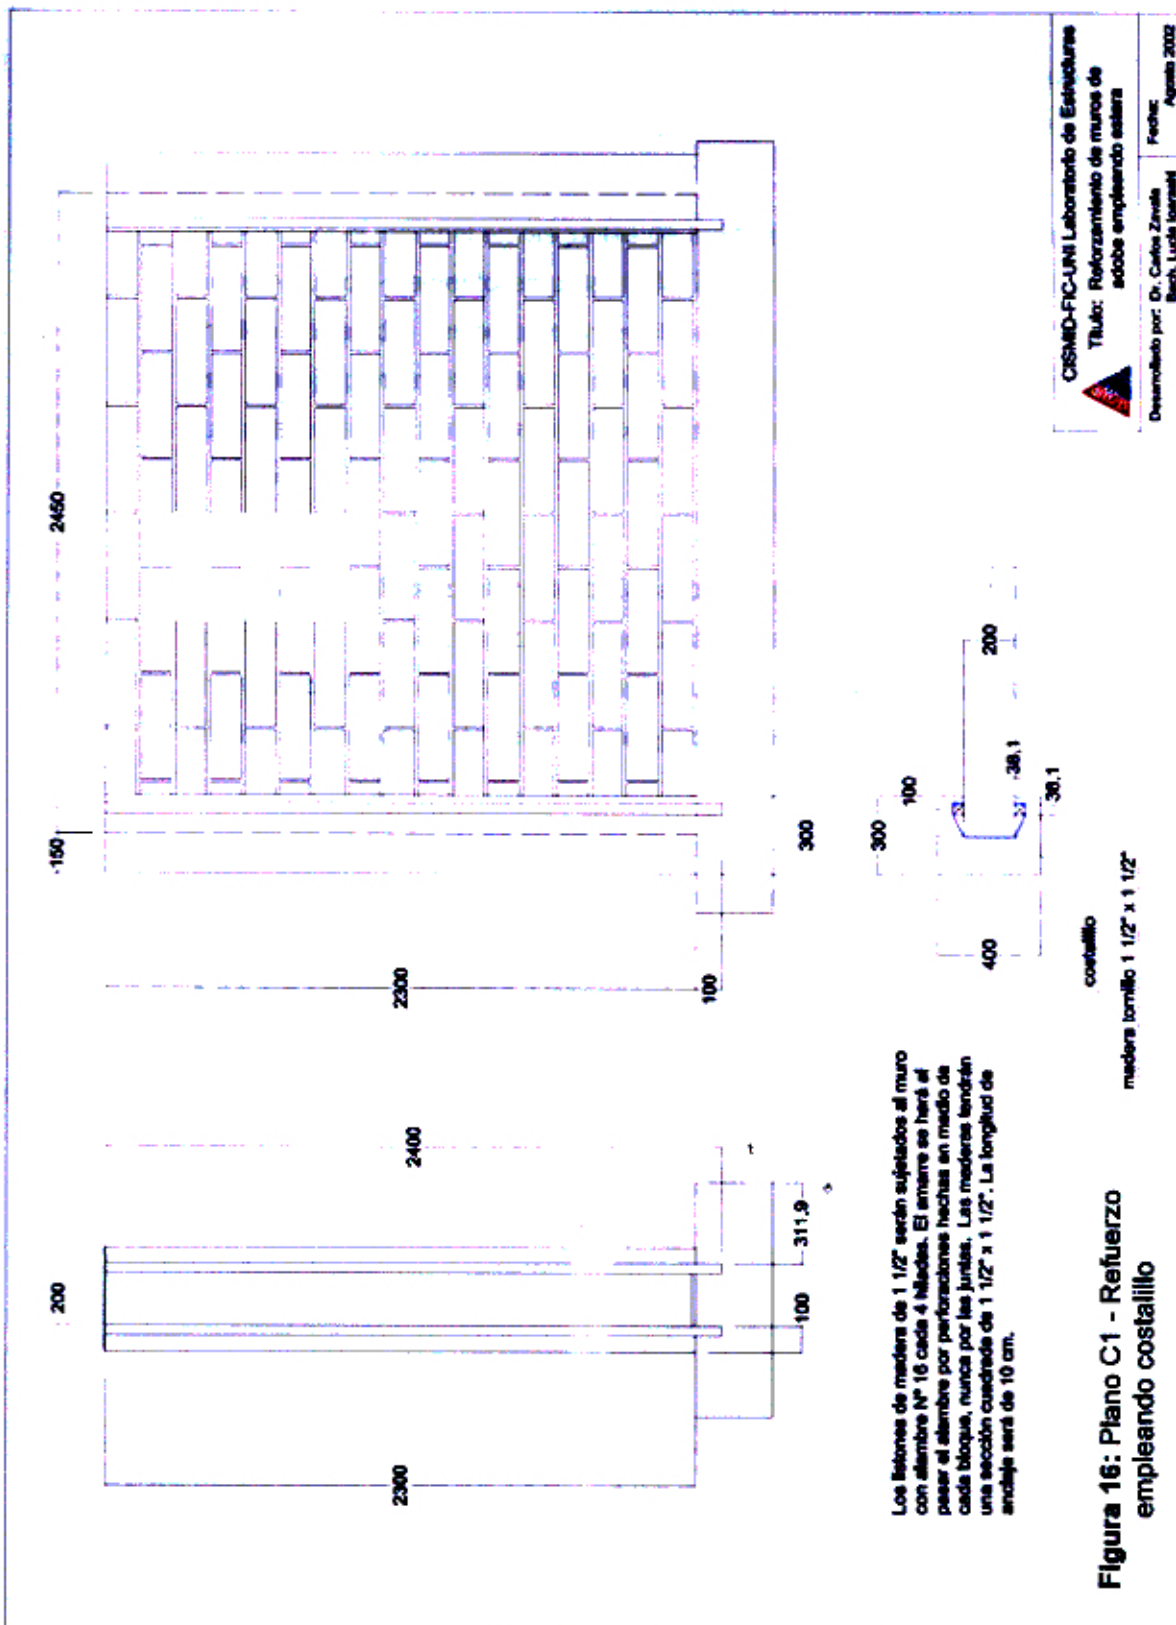 2450
150
2300
100
300
200
2400
2300
100
311.9
100
300
400
200
38.1
38.1
costalillo
madera tornillo 1 1/2" x 1 1/2"
Los listones de madera de 1 1/2" serán sujetados al muro
con alambre Nº 16 cada 4 hiladas. El amarre se hará al
pasar el alambre por perforaciones hechas en medio de
cada bloque, nunca por las juntas. Las maderas tendrán
una sección cuadrada de 1 1/2" x 1 1/2". La longitud de
anclaje será de 10 cm.
Figura 16: Plano C1 - Refuerzo
empleando costalillo
CISMID-FIC-UNI Laboratorio de Estructuras
Título: Reforzamiento de muros de
adobe empleando estera
Desarrollado por: Dr. Carlos Zavala
Bach. Lucía
Fecha:
Agosto 2002